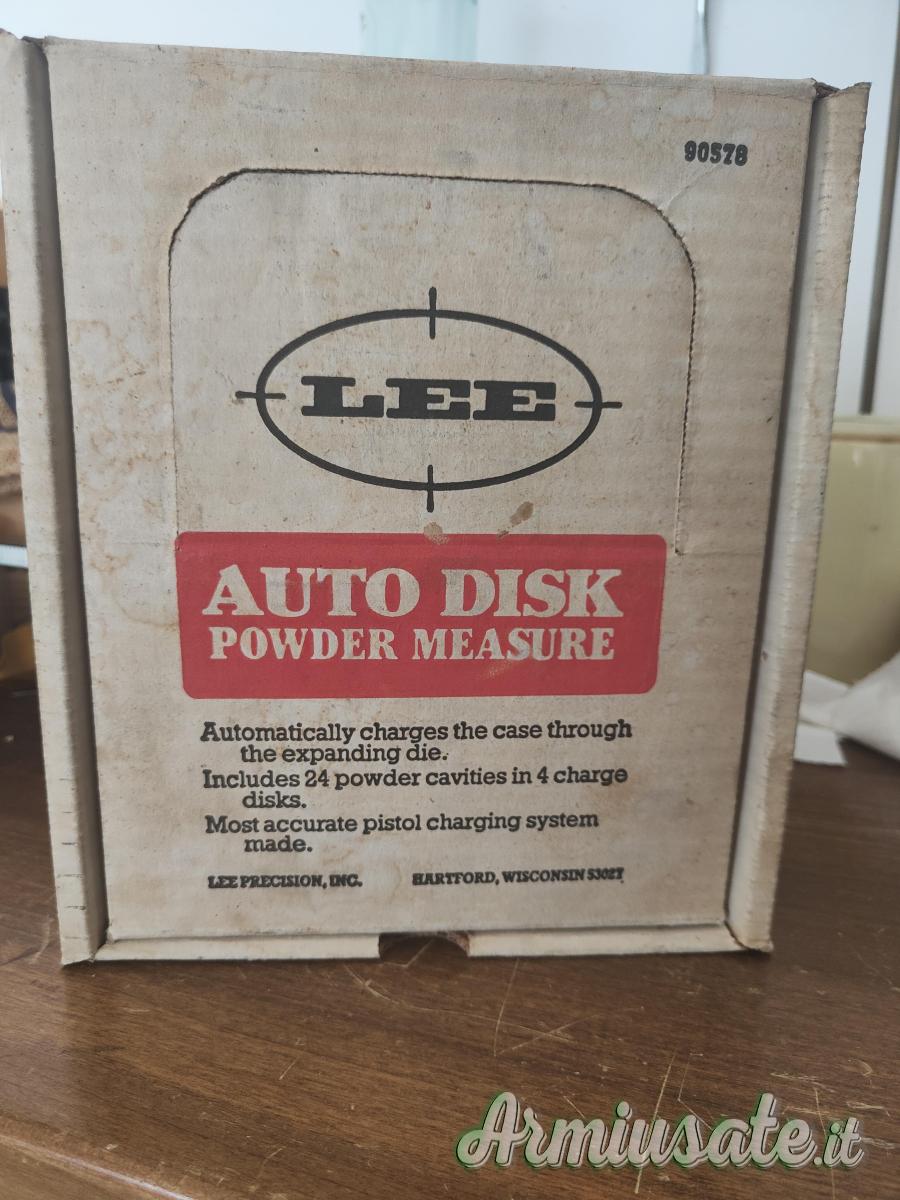 90578
LEE
AUTO DISK
POWDER MEASURE
Automatically charges the case through
the expanding die.
Includes 24 powder cavities in 4 charge
disks.
Most accurate pistol charging system
made.
LEE PRECISION, INC. HARTFORD, WISCONSIN 53027
Armiusate.it